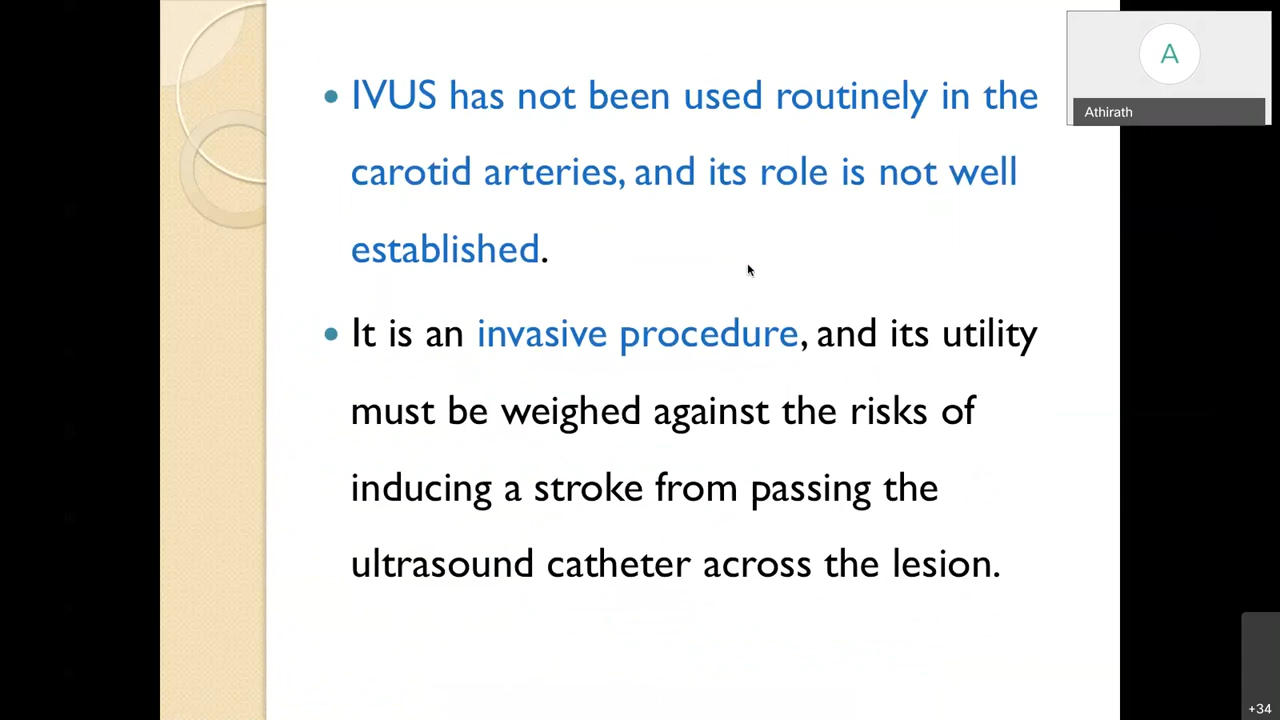 • IVUS has not been used routinely in the
carotid arteries, and its role is not well
established.
• It is an invasive procedure, and its utility
must be weighed against the risks of
inducing a stroke from passing the
ultrasound catheter across the lesion.
A
Athirath
+34